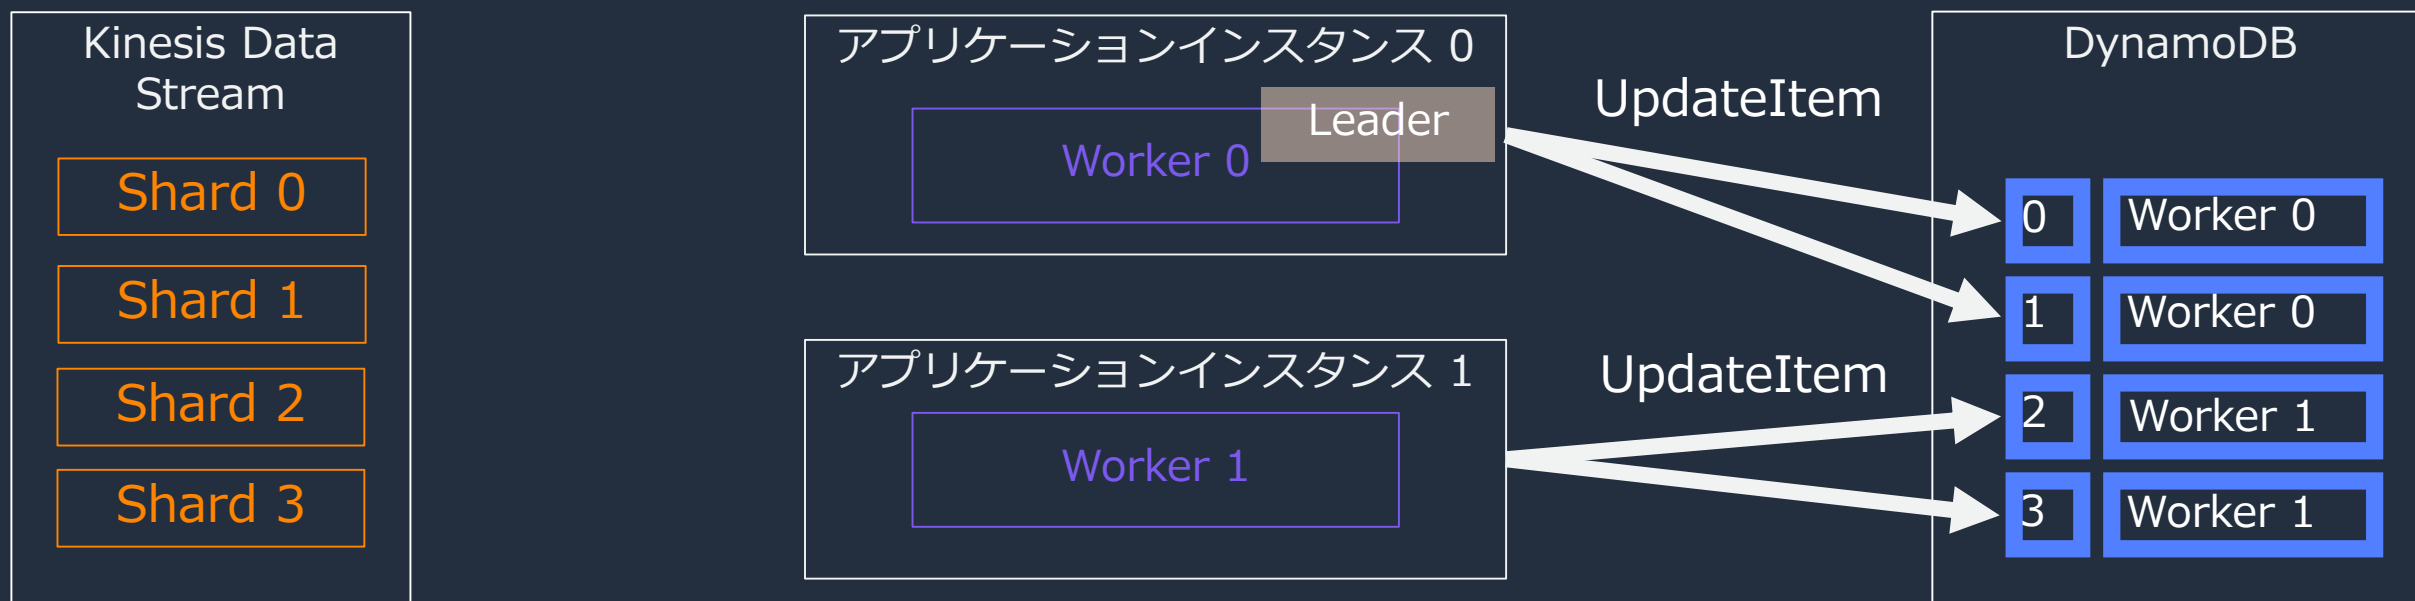 Kinesis Data
Stream
Shard 0
Shard 1
Shard 2
Shard 3
アプリケーションインスタンス 0
Leader
Worker 0
アプリケーションインスタンス 1
Worker 1
UpdateItem
UpdateItem
DynamoDB
0 Worker 0
1 Worker 0
2 Worker 1
3 Worker 1